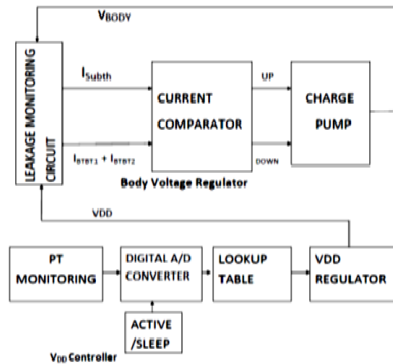 VBODY
LEAKAGE MONITORING
CIRCUIT
ISubth
IBTBT1 + IBTBT2
CURRENT
COMPARATOR
UP
DOWN
CHARGE
PUMP
Body Voltage Regulator
VDD
PT
MONITORING
DIGITAL A/D
CONVERTER
LOOKUP
TABLE
VDD
REGULATOR
ACTIVE
/SLEEP
VDD Controller